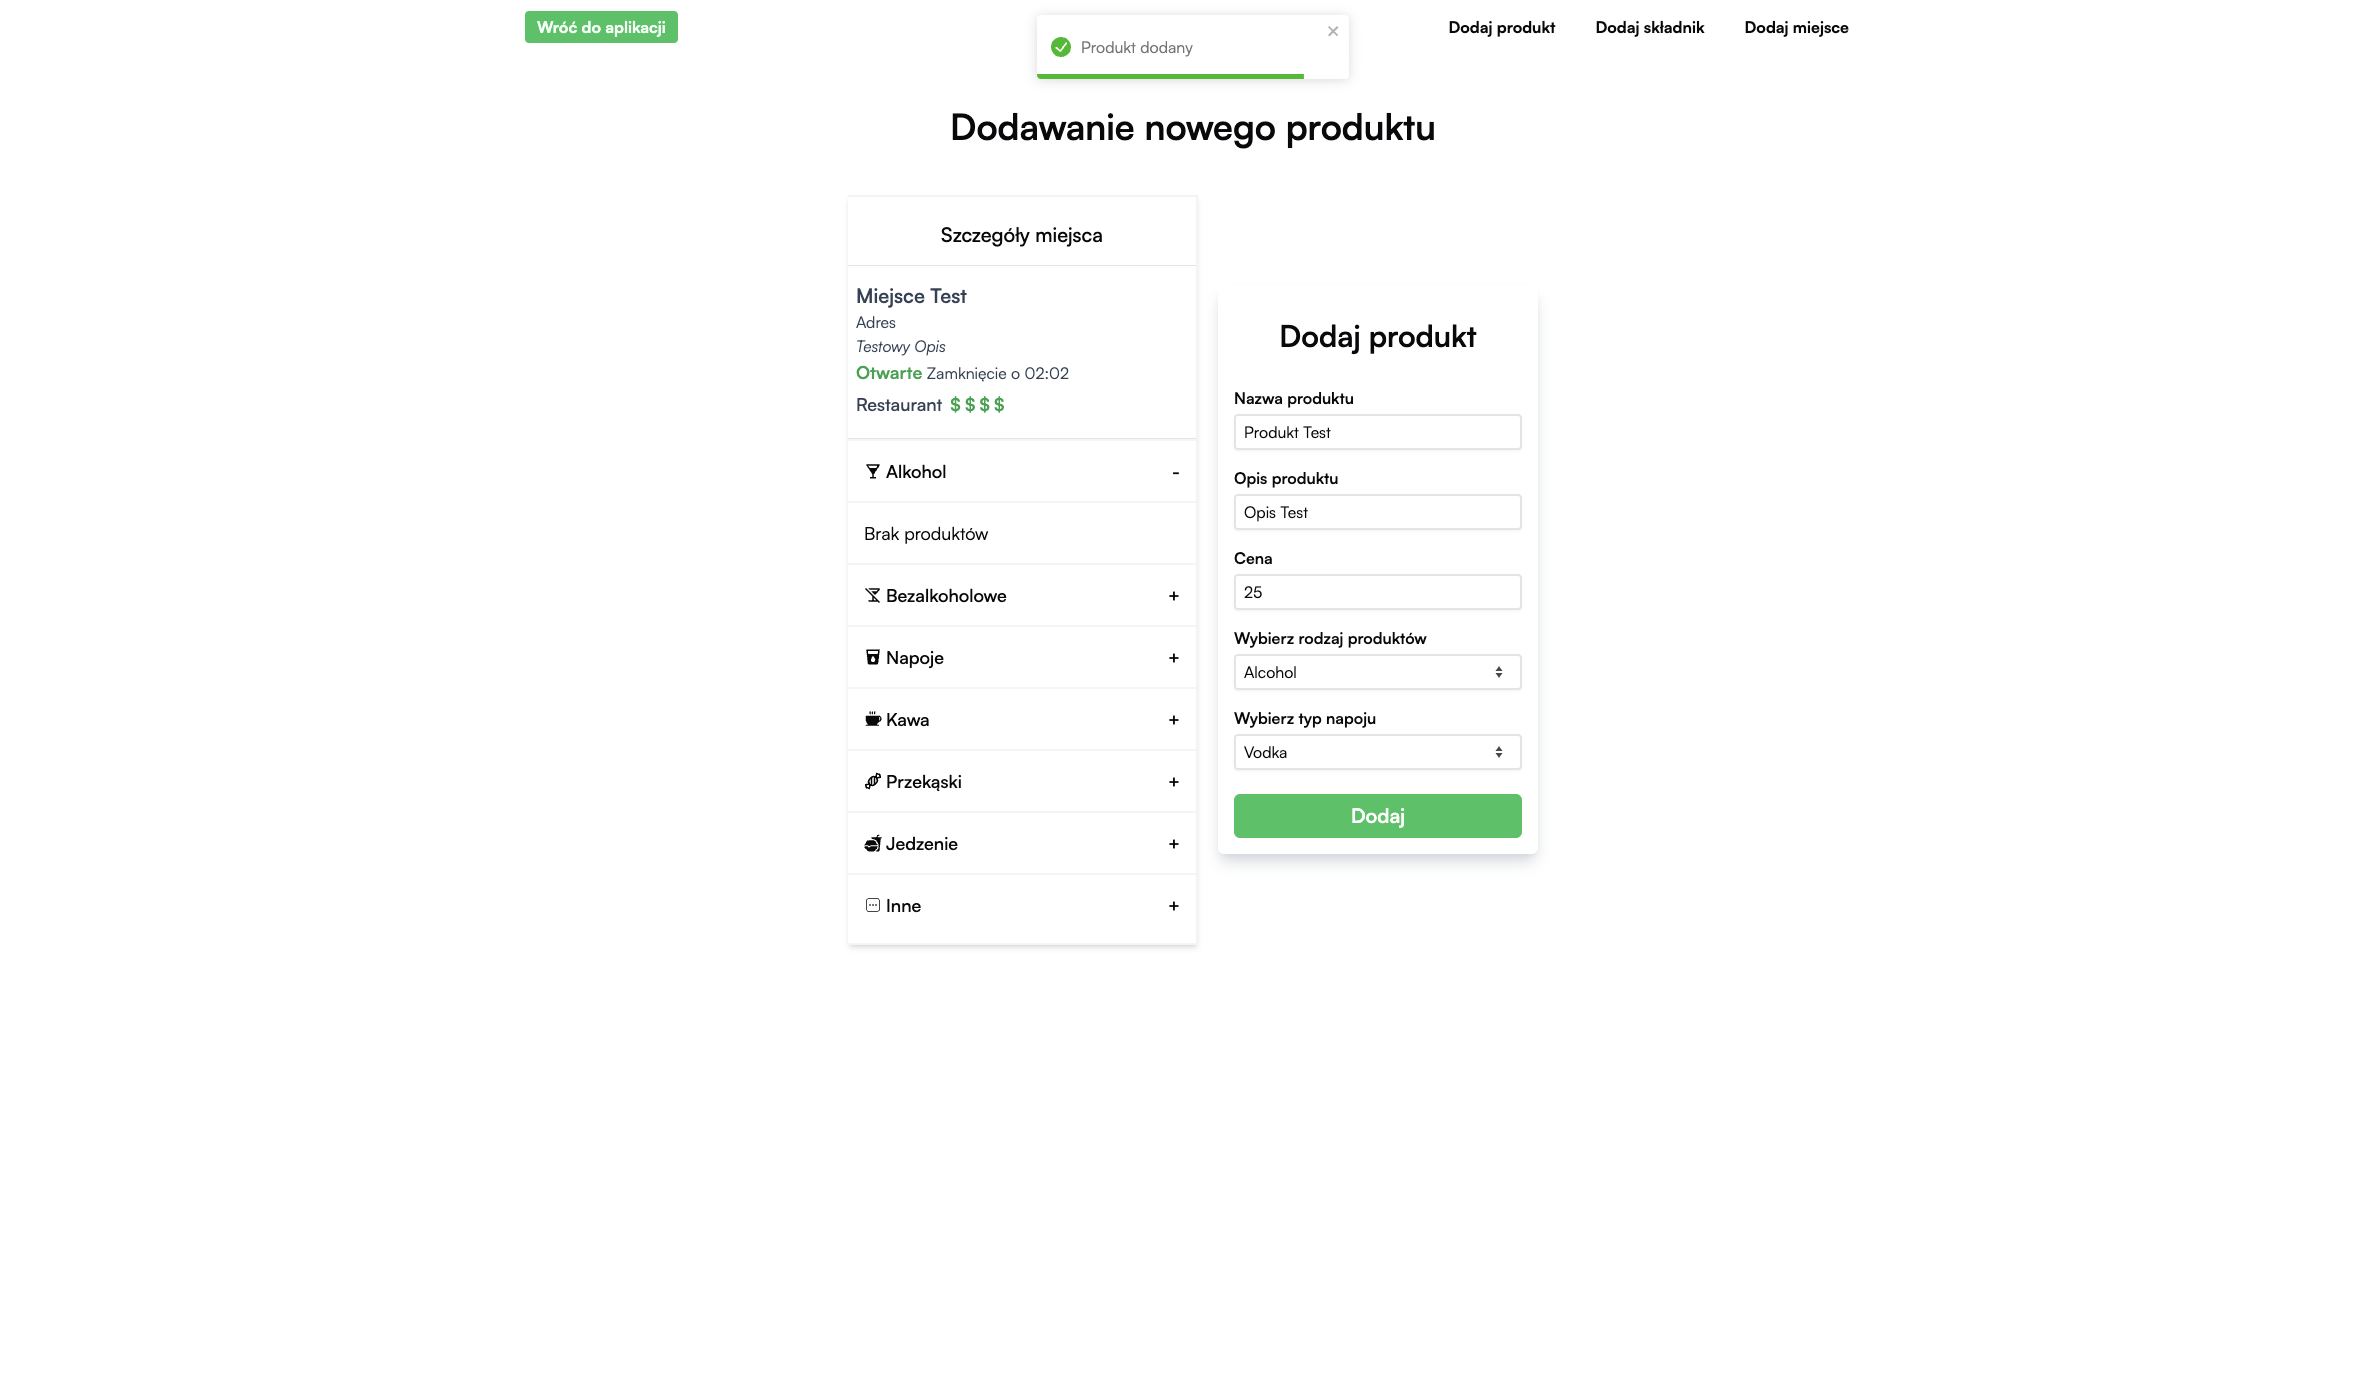 Wróć do aplikacji
Produkt dodany
Dodaj produkt
Dodaj składnik
Dodaj miejsce
Dodawanie nowego produktu
Szczegóły miejsca
Miejsce Test
Adres
Testowy Opis
Otwarte Zamknięcie o 02:02
Restaurant $ $ $ $
Alkohol -
Brak produktów
Bezalkoholowe +
Napoje +
Kawa +
Przekąski +
Jedzenie +
Inne +
Dodaj produkt
Nazwa produktu
Produkt Test
Opis produktu
Opis Test
Cena
25
Wybierz rodzaj produktów
Alcohol
Wybierz typ napoju
Vodka
Dodaj